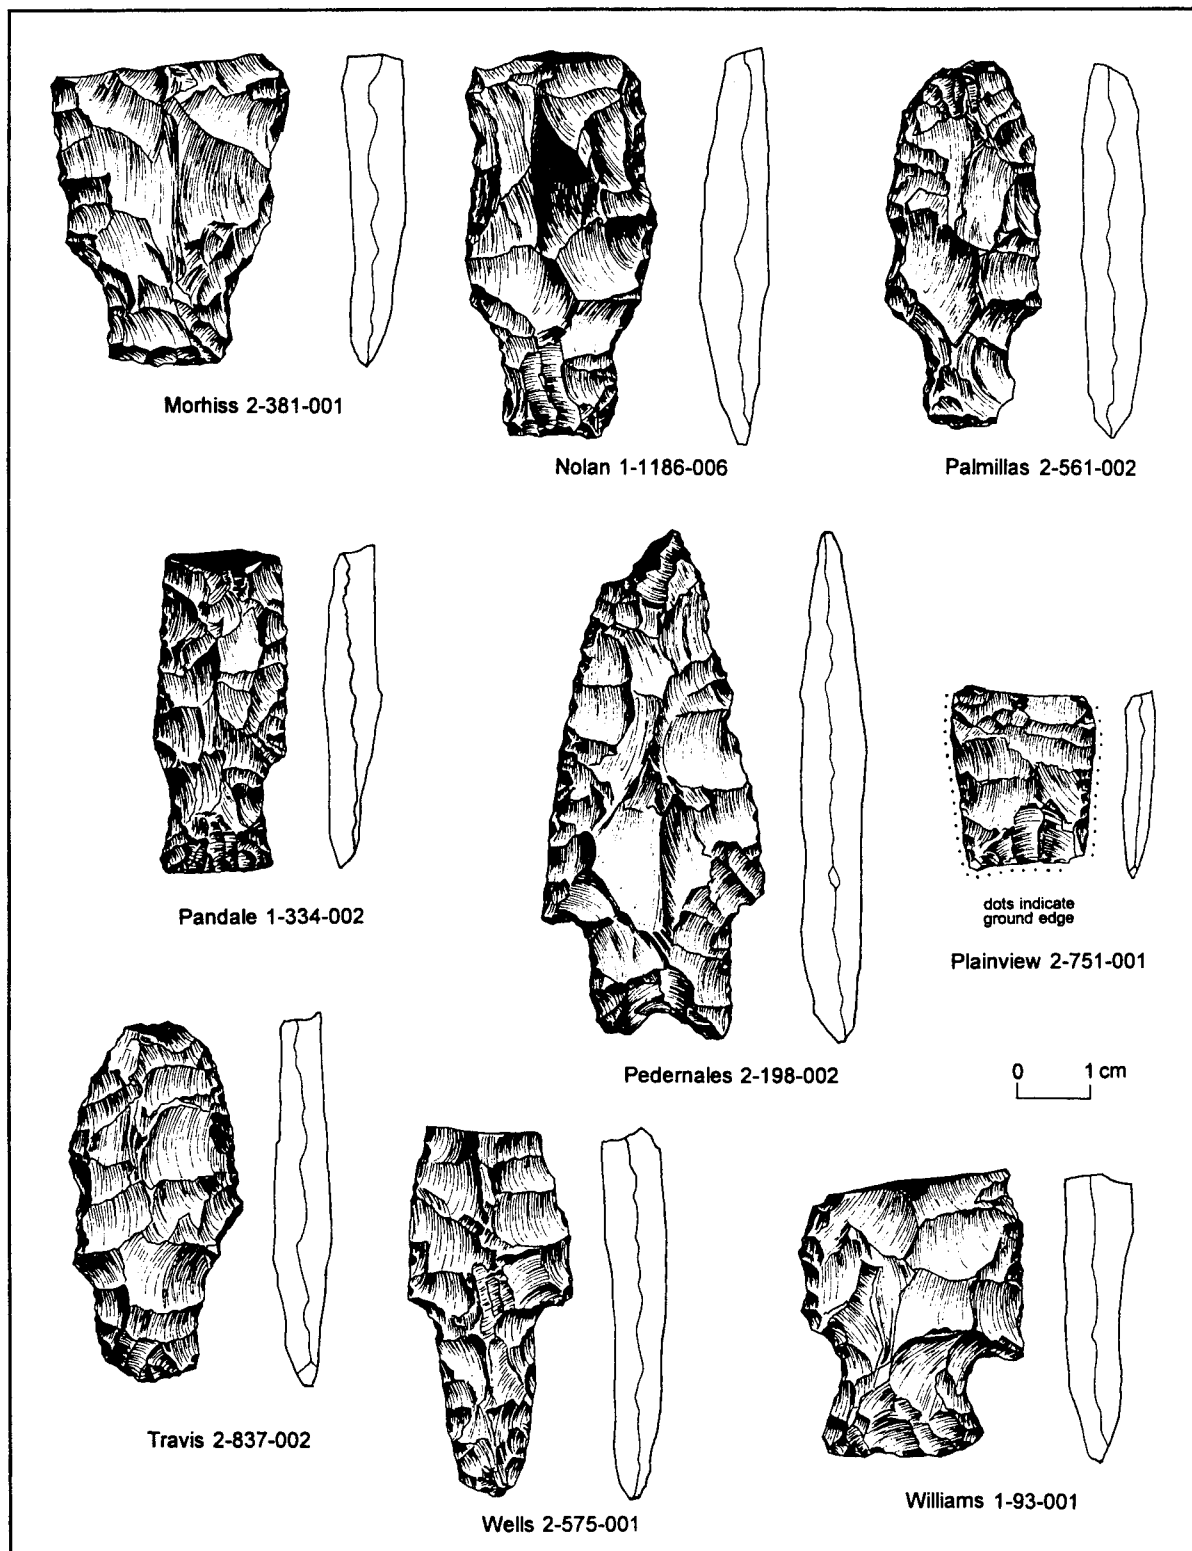 Morhiss 2-381-001
Nolan 1-1186-006
Palmillas 2-561-002
Pandale 1-334-002
dots indicate
ground edge
Plainview 2-751-001
Pedernales 2-198-002
0 1 cm
Travis 2-837-002
Wells 2-575-001
Williams 1-93-001